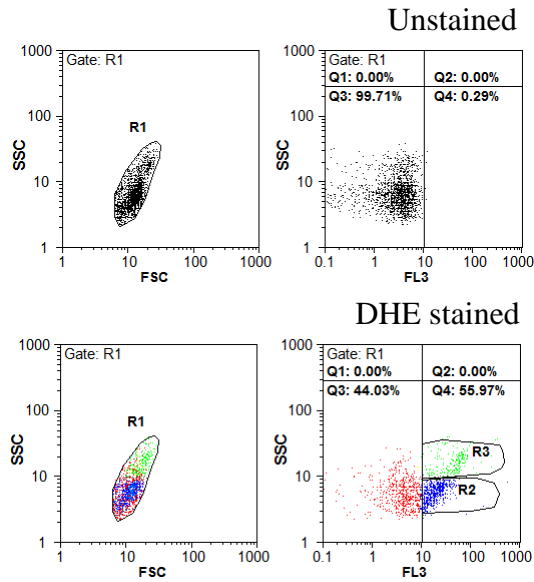 Unstained
1000
Gate: R1
R1
100
10
1
SSC
1
10
100
1000
FSC
1000
Gate: R1
Q1: 0.00%
Q2: 0.00%
Q3: 99.71%
Q4: 0.29%
100
10
1
SSC
0.1
1
10
100
1000
FL3
DHE stained
1000
Gate: R1
R1
100
10
1
SSC
1
10
100
1000
FSC
1000
Gate: R1
Q1: 0.00%
Q2: 0.00%
Q3: 44.03%
Q4: 55.97%
100
R3
10
R2
1
SSC
0.1
1
10
100
1000
FL3